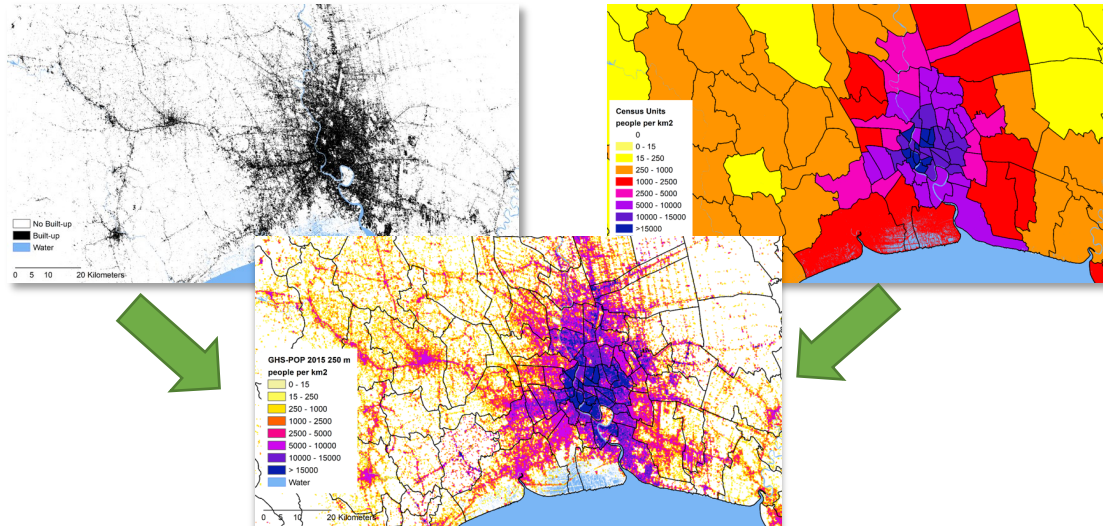 No Built-up
Built-up
Water
0 5 10 20 Kilometers
Census Units
people per km2
0
0 - 15
15 - 250
250 - 1000
1000 - 2500
2500 - 5000
5000 - 10000
10000 - 15000
>15000
GHS-POP 2015 250 m
people per km2
0 - 15
15 - 250
250 - 1000
1000 - 2500
2500 - 5000
5000 - 10000
10000 - 15000
> 15000
Water
0 5 10 20 Kilometers